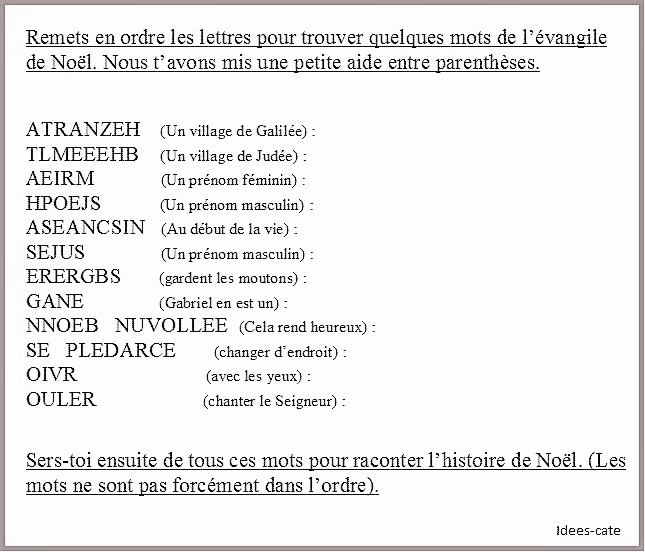 Remets en ordre les lettres pour trouver quelques mots de l'évangile
de Noël. Nous t'avons mis une petite aide entre parenthèses.
ATRANZEH (Un village de Galilée) :
TLMEEEHB (Un village de Judée) :
AEIRM (Un prénom féminin) :
HPOEJS (Un prénom masculin) :
ASEANCSIN (Au début de la vie) :
SEJUS (Un prénom masculin) :
ERERGBS (gardent les moutons) :
GANE (Gabriel en est un) :
NNOEB NUVOLLEE (Cela rend heureux) :
SE PLEDARCE (changer d'endroit) :
OIVR (avec les yeux) :
OULER (chanter le Seigneur) :
Sers-toi ensuite de tous ces mots pour raconter l'histoire de Noël. (Les
mots ne sont pas forcément dans l'ordre).
Idees-cate